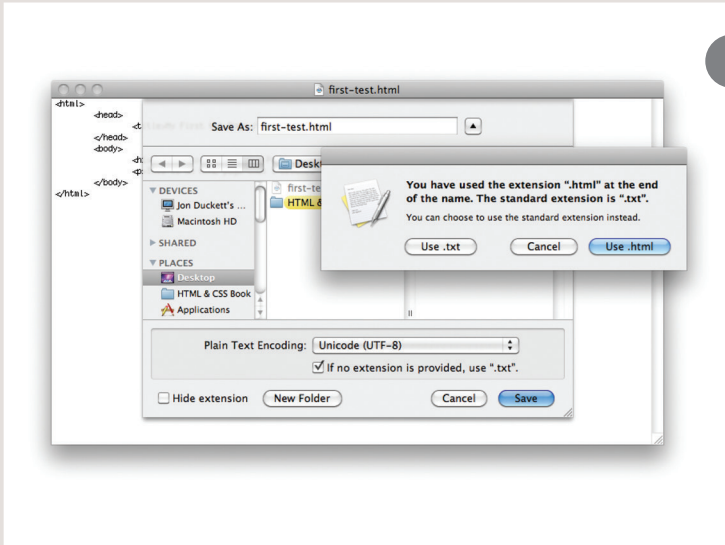 first-test.html
<html>
<head>
</head>
<body>
</body>
</html>
Save As: first-test.html
DEVICES
Jon Duckett's ...
Macintosh HD
SHARED
PLACES
Desktop
HTML & CSS Book
Applications
HTML &
You have used the extension ".html" at the end
of the name. The standard extension is ".txt".
You can choose to use the standard extension instead.
Use .txt Cancel Use .html
Plain Text Encoding: Unicode (UTF-8)
If no extension is provided, use ".txt".
Hide extension New Folder Cancel Save